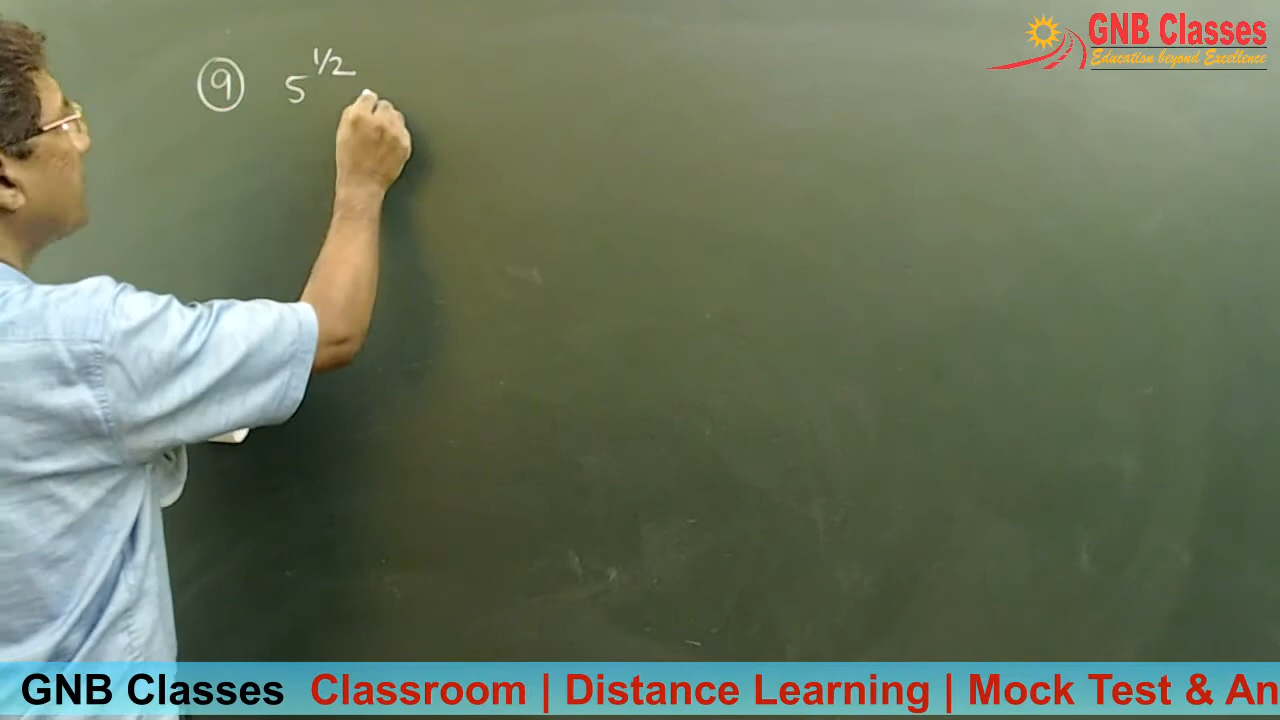 GNB Classes
Education beyond Excellence
⑨ 5^{1/2}
GNB Classes Classroom | Distance Learning | Mock Test & An